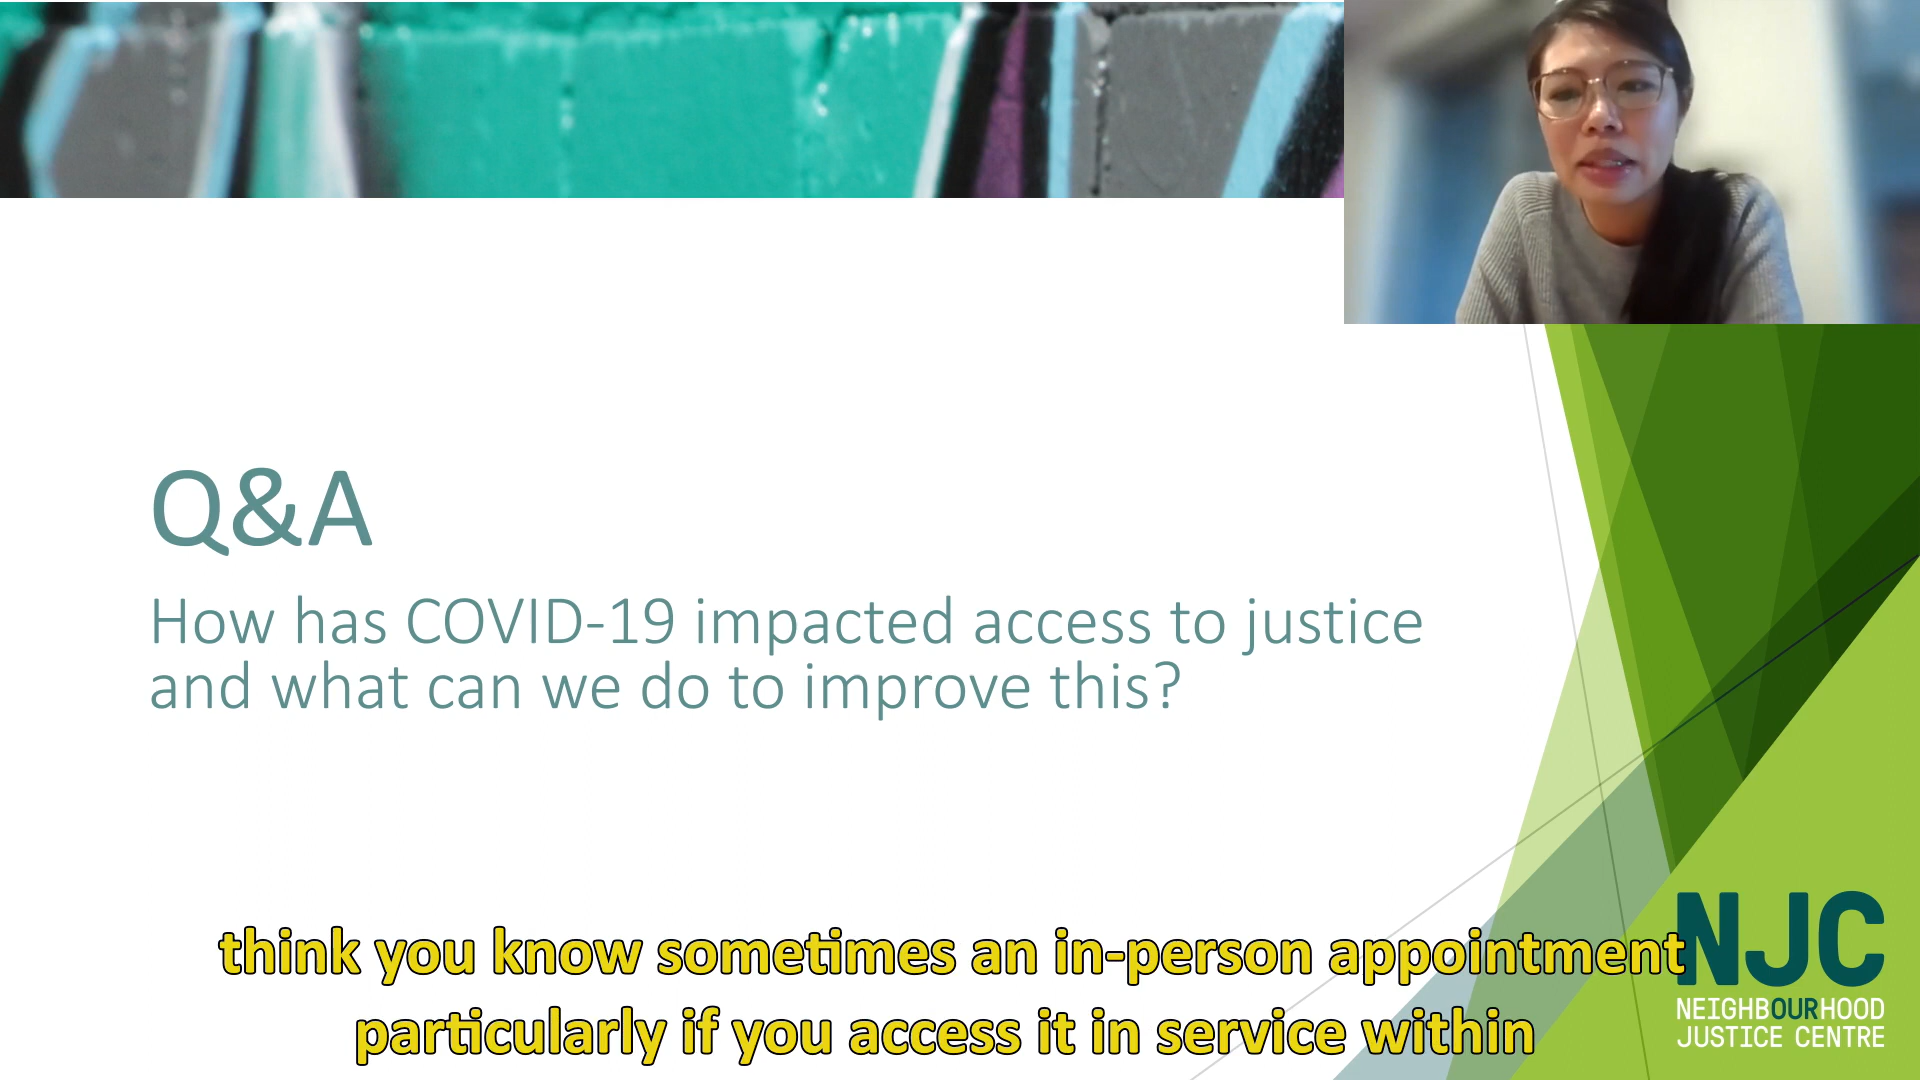 Q&A
How has COVID-19 impacted access to justice
and what can we do to improve this?
think you know sometimes an in-person appointment
particularly if you access it in service within
NJC
NEIGHBOURHOOD
JUSTICE CENTRE